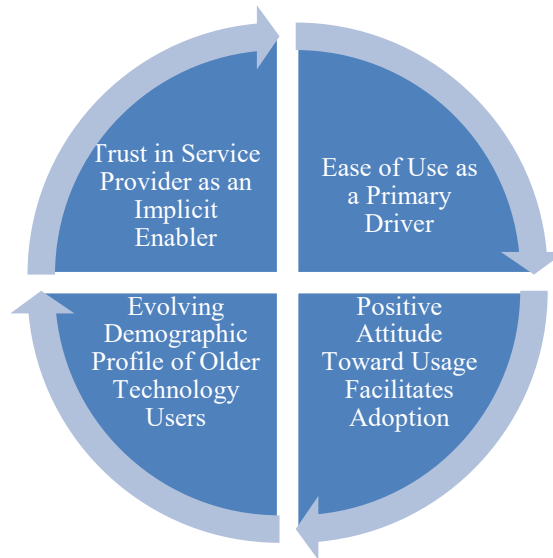 Trust in Service
Provider as an
Implicit
Enabler
Ease of Use as
a Primary
Driver
Evolving
Demographic
Profile of Older
Technology
Users
Positive
Attitude
Toward Usage
Facilitates
Adoption